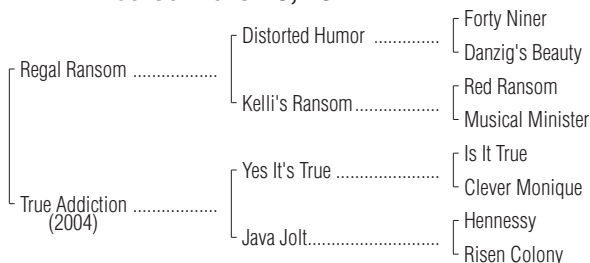 Forty Niner
Distorted Humor ..............
Danzig's Beauty
Regal Ransom ..................
Red Ransom
Kelli's Ransom..................
Musical Minister
Is It True
Yes It's True ......................
Clever Monique
True Addiction ..................
(2004)
Hennessy
Java Jolt............................
Risen Colony